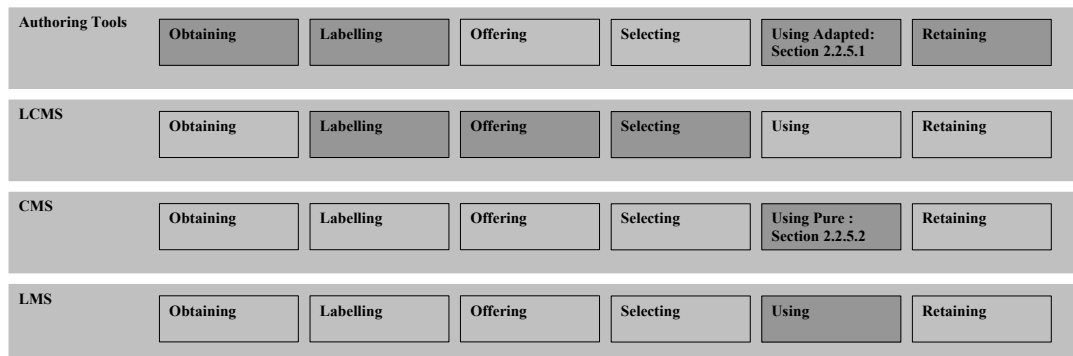 Authoring Tools
Obtaining
Labelling
Offering
Selecting
Using Adapted:
Section 2.2.5.1
Retaining
LCMS
Obtaining
Labelling
Offering
Selecting
Using
Retaining
CMS
Obtaining
Labelling
Offering
Selecting
Using Pure :
Section 2.2.5.2
Retaining
LMS
Obtaining
Labelling
Offering
Selecting
Using
Retaining